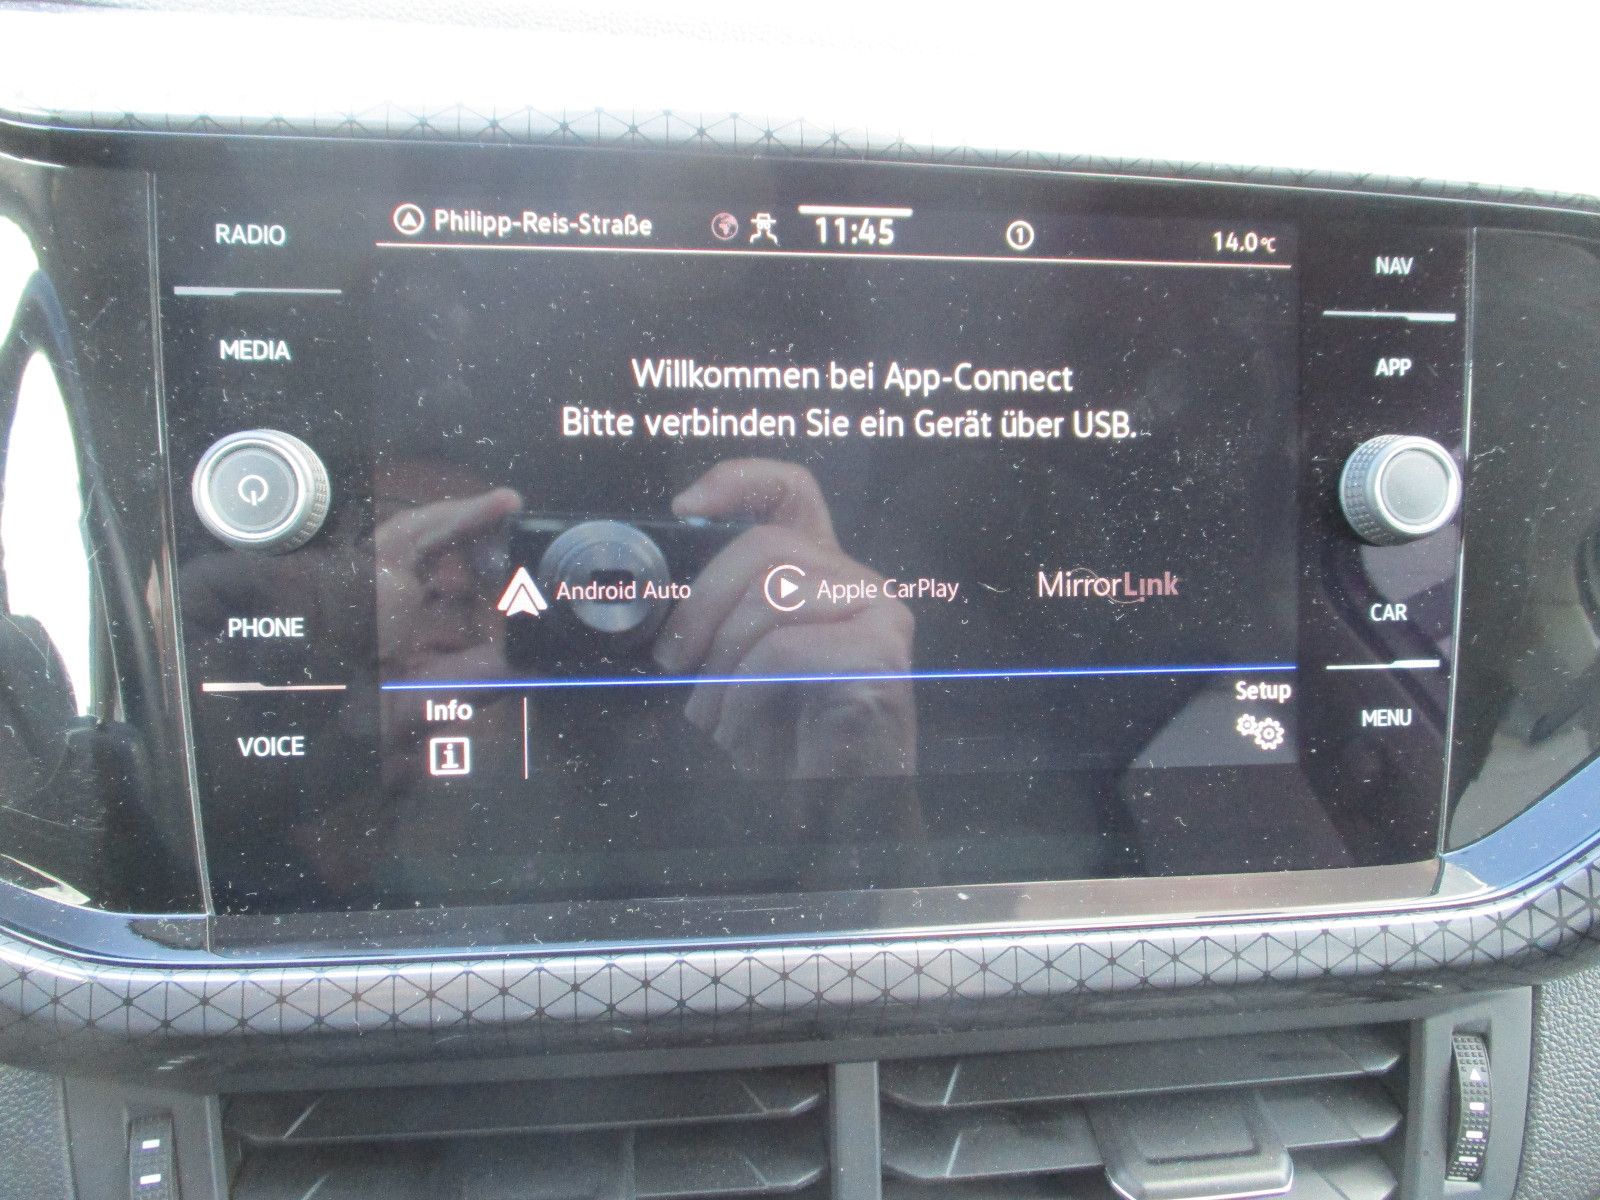 RADIO
MEDIA
PHONE
VOICE
Philipp-Reis-Straße
11:45
1
14.0°C
Willkommen bei App-Connect
Bitte verbinden Sie ein Gerät über USB.
Android Auto
Apple CarPlay
MirrorLink
Info
i
Setup
NAV
APP
CAR
MENU